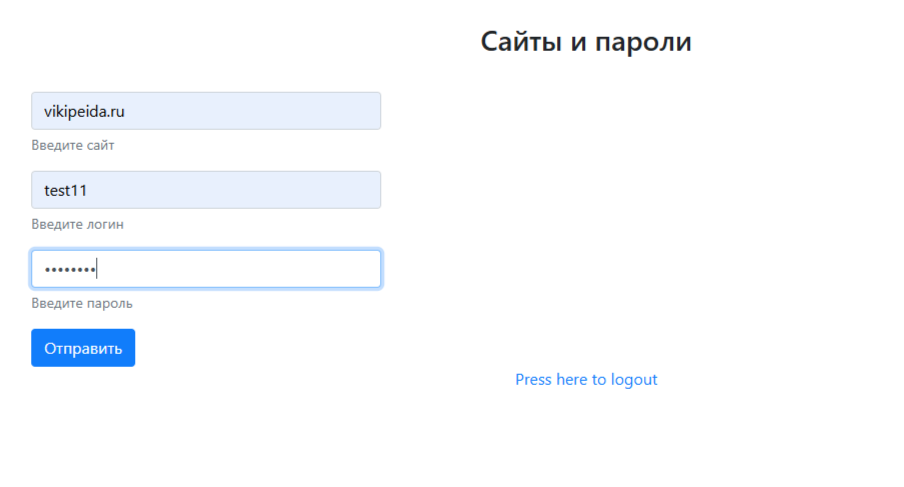 Сайты и пароли
vikipeida.ru
Введите сайт
test11
Введите логин
••••••••
Введите пароль
Отправить
Press here to logout